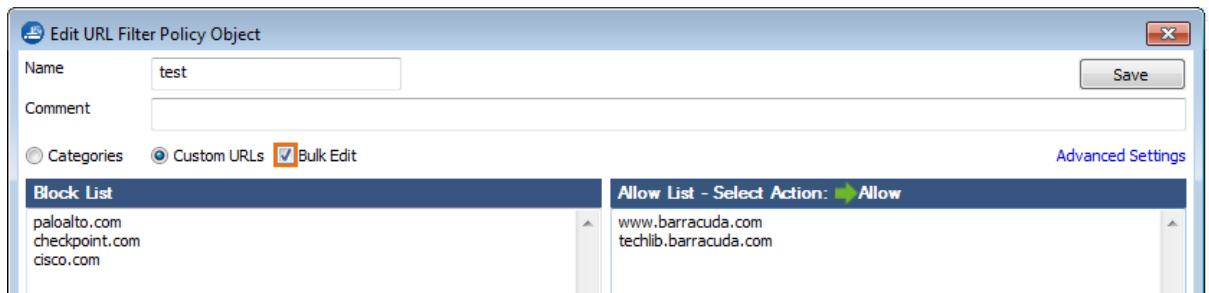 Edit URL Filter Policy Object
Name test Save
Comment
Categories Custom URLs Bulk Edit Advanced Settings
Block List
paloalto.com
checkpoint.com
cisco.com
Allow List - Select Action: Allow
www.barracuda.com
techlib.barracuda.com